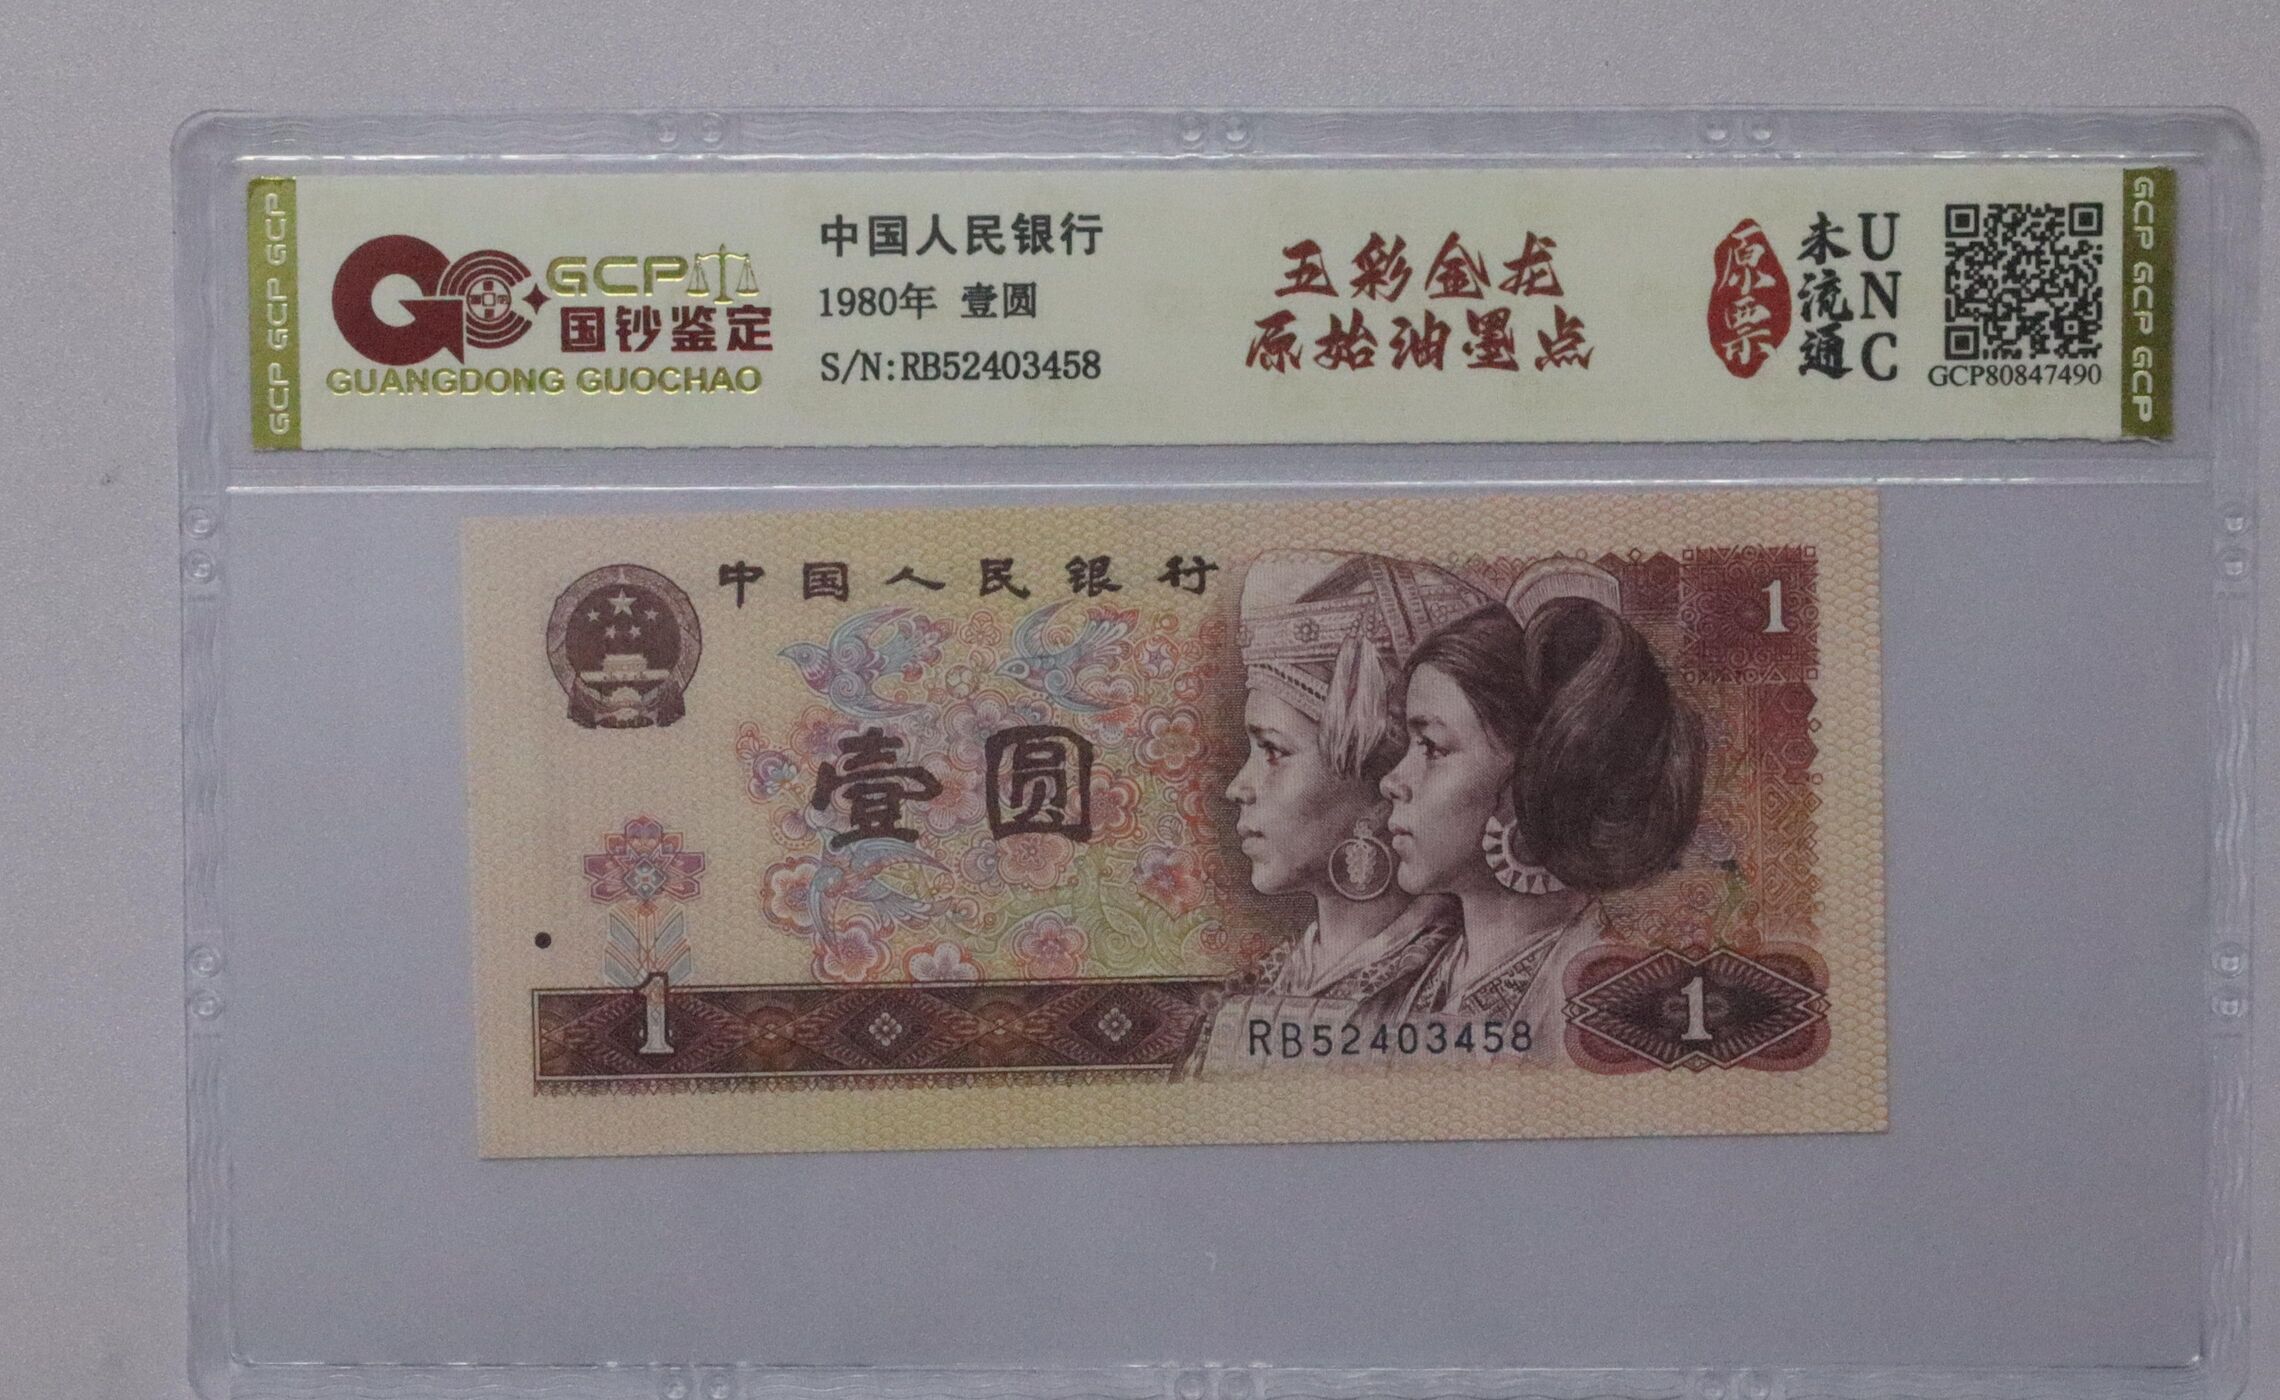 GCP GCP GCP
GCP
国钞鉴定
GUANGDONG GUOCHAO
中国人民银行
1980年 壹圆
S/N:RB52403458
五彩金龙
原始油墨点
原票
未流通
UNC
GCP80847490
GCP GCP GCP
中国人民银行
1
壹圆
1
RB52403458
1